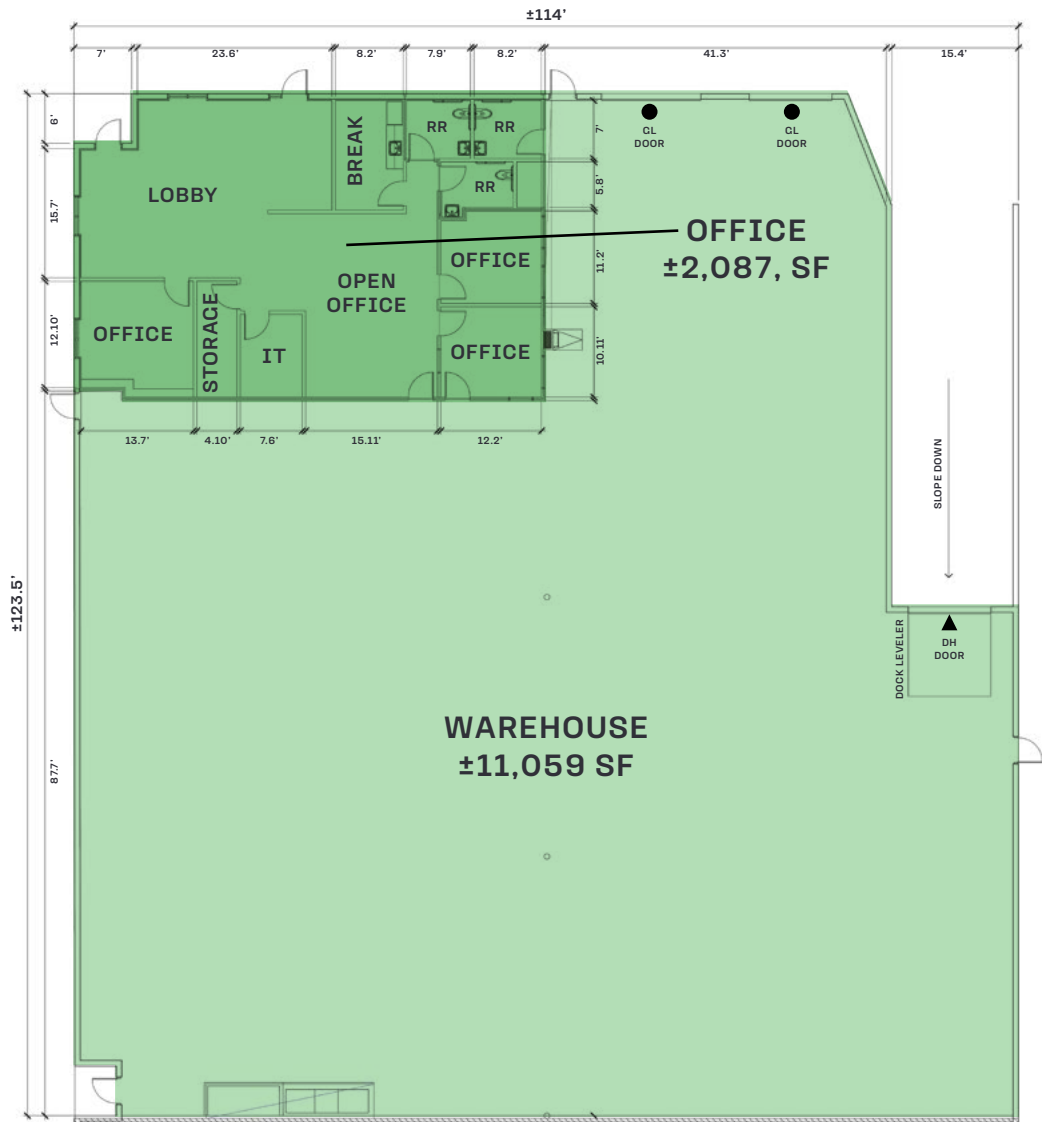 ±114’
7’
23.6’
8.2’
7.9’
8.2’
41.3’
15.4’
6’
15.7’
12.10’
87.7’
±123.5’
LOBBY
BREAK
RR
RR
RR
7’
5.8’
11.2’
10.11’
GL
DOOR
GL
DOOR
OFFICE
±2,087, SF
OFFICE
OPEN
OFFICE
OFFICE
STORAGE
IT
OFFICE
13.7’
4.10’
7.6’
15.11’
12.2’
SLOPE DOWN
DOCK LEVELER
DH
DOOR
WAREHOUSE
±11,059 SF